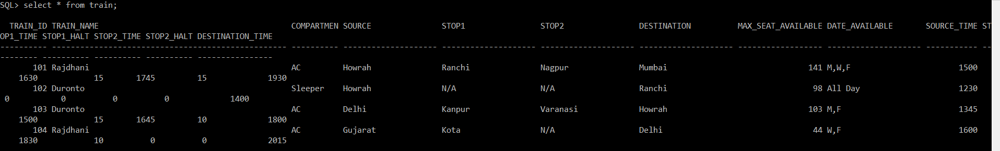 SQL> select * from train;
  TRAIN_ID TRAIN_NAME                                         COMPARTMEN SOURCE               STOP1                STOP2                DESTINATION          MAX_SEAT_AVAILABLE DATE_AVAILABLE       SOURCE_TIME ST
OP1_TIME STOP1_HALT STOP2_TIME STOP2_HALT DESTINATION_TIME
---------- -------------------------------------------------- ---------- -------------------- -------------------- -------------------- -------------------- ------------------ -------------------- ----------- --
-------- ---------- ---------- ---------- ----------------
       101 Rajdhani                                           AC         Howrah               Ranchi               Nagpur               Mumbai                              141 M,W,F                       1500
    1630            15       1745         15             1930
       102 Duronto                                            Sleeper    Howrah               N/A                  N/A                  Ranchi                               98 All Day                     1230
 0           0          0          0             1400
       103 Duronto                                            AC         Delhi                Kanpur               Varanasi             Howrah                              103 M,F                         1345
    1500            15       1645         10             1800
       104 Rajdhani                                           AC         Gujarat              Kota                 N/A                  Delhi                                44 W,F                         1600
    1830            10          0          0             2015